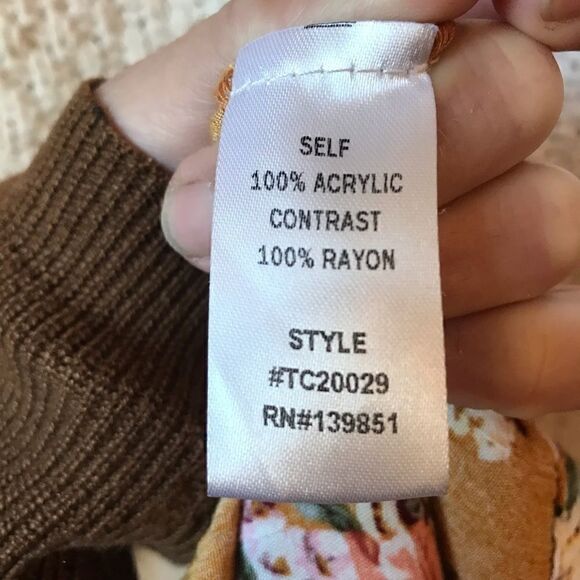 SELF
100% ACRYLIC
CONTRAST
100% RAYON
STYLE
#TC20029
RN#139851